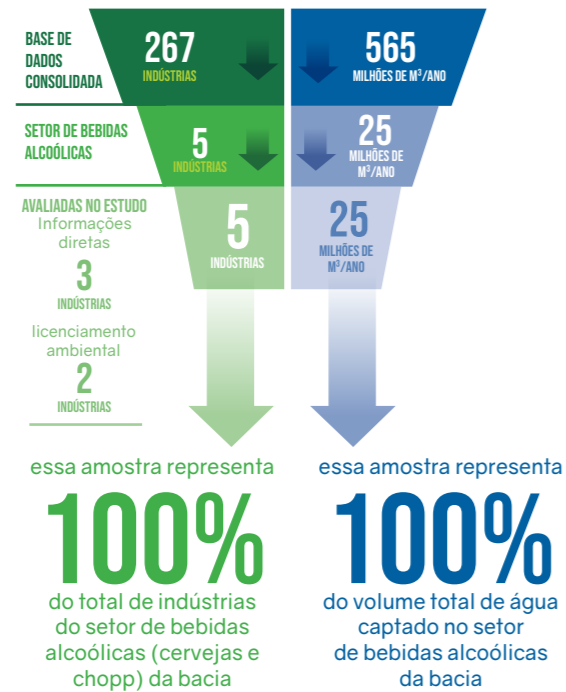 BASE DE
DADOS
CONSOLIDADA
267
INDÚSTRIAS
565
MILHÕES DE M³/ANO
SETOR DE BEBIDAS
ALCOÓLICAS
5
INDÚSTRIAS
25
MILHÕES DE
M³/ANO
AVALIADAS NO ESTUDO
Informações
diretas
3
INDÚSTRIAS
licenciamento
ambiental
2
INDÚSTRIAS
5
INDÚSTRIAS
25
MILHÕES DE
M³/ANO
essa amostra representa
100%
do total de indústrias
do setor de bebidas
alcoólicas (cervejas e
chopp) da bacia
essa amostra representa
100%
do volume total de água
captado no setor
de bebidas alcoólicas
da bacia